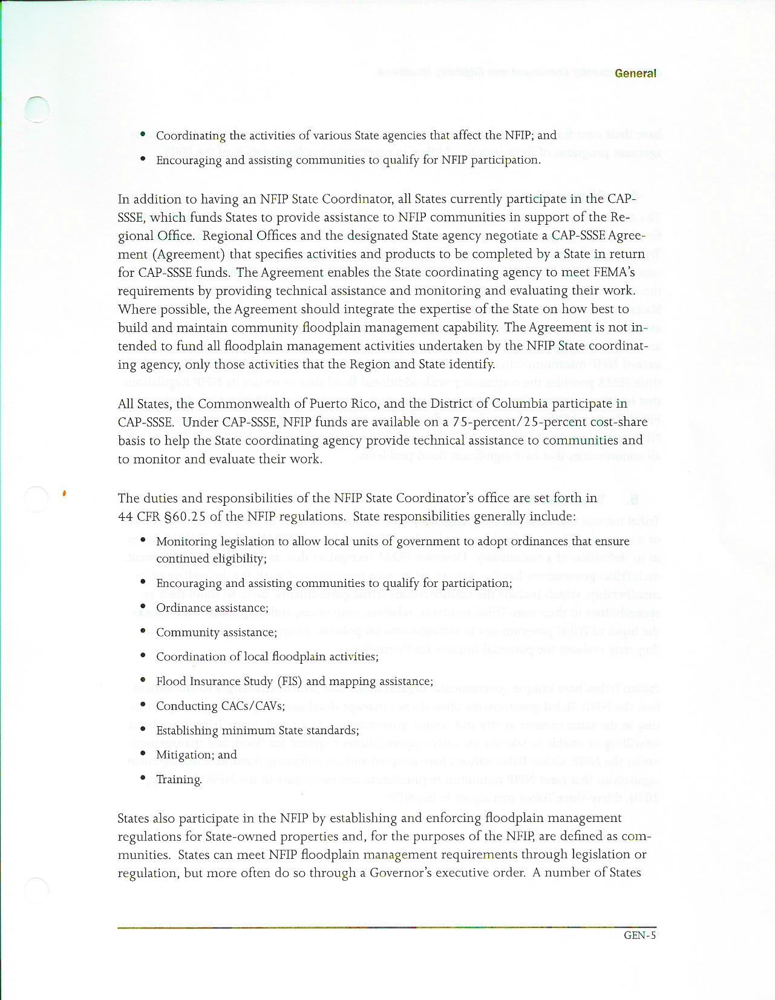 General
• Coordinating the activities of various State agencies that affect the NFIP; and
• Encouraging and assisting communities to qualify for NFIP participation.
In addition to having an NFIP State Coordinator, all States currently participate in the CAP-
SSSE, which funds States to provide assistance to NFIP communities in support of the Re-
gional Office. Regional Offices and the designated State agency negotiate a CAP-SSSE Agree-
ment (Agreement) that specifies activities and products to be completed by a State in return
for CAP-SSSE funds. The Agreement enables the State coordinating agency to meet FEMA's
requirements by providing technical assistance and monitoring and evaluating their work.
Where possible, the Agreement should integrate the expertise of the State on how best to
build and maintain community floodplain management capability. The Agreement is not in-
tended to fund all floodplain management activities undertaken by the NFIP State coordinat-
ing agency, only those activities that the Region and State identify.
All States, the Commonwealth of Puerto Rico, and the District of Columbia participate in
CAP-SSSE. Under CAP-SSSE, NFIP funds are available on a 75-percent/25-percent cost-share
basis to help the State coordinating agency provide technical assistance to communities and
to monitor and evaluate their work.
The duties and responsibilities of the NFIP State Coordinator's office are set forth in
44 CFR §60.25 of the NFIP regulations. State responsibilities generally include:
• Monitoring legislation to allow local units of government to adopt ordinances that ensure
continued eligibility;
• Encouraging and assisting communities to qualify for participation;
• Ordinance assistance;
• Community assistance;
• Coordination of local floodplain activities;
• Flood Insurance Study (FIS) and mapping assistance;
• Conducting CACs/CAVs;
• Establishing minimum State standards;
• Mitigation; and
• Training.
States also participate in the NFIP by establishing and enforcing floodplain management
regulations for State-owned properties and, for the purposes of the NFIP, are defined as com-
munities. States can meet NFIP floodplain management requirements through legislation or
regulation, but more often do so through a Governor's executive order. A number of States
GEN-5